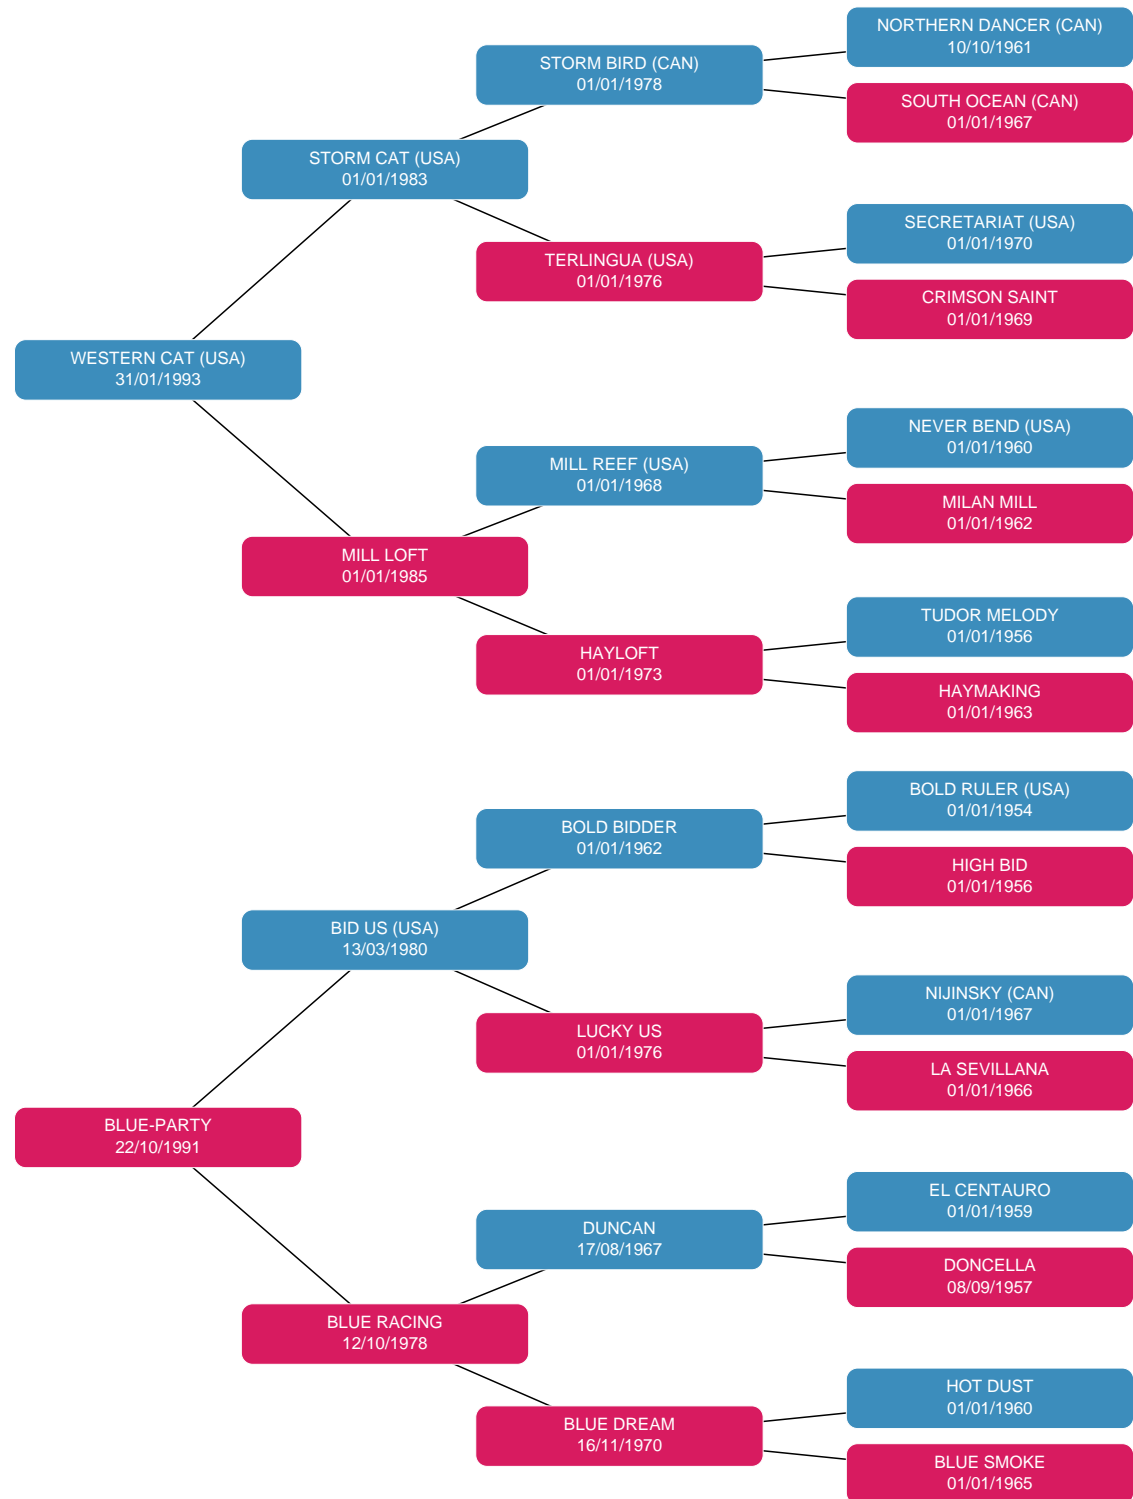 NORTHERN DANCER (CAN)
10/10/1961
STORM BIRD (CAN)
01/01/1978
SOUTH OCEAN (CAN)
01/01/1967
STORM CAT (USA)
01/01/1983
SECRETARIAT (USA)
01/01/1970
TERLINGUA (USA)
01/01/1976
CRIMSON SAINT
01/01/1969
WESTERN CAT (USA)
31/01/1993
NEVER BEND (USA)
01/01/1960
MILL REEF (USA)
01/01/1968
MILAN MILL
01/01/1962
MILL LOFT
01/01/1985
TUDOR MELODY
01/01/1956
HAYLOFT
01/01/1973
HAYMAKING
01/01/1963
BOLD RULER (USA)
01/01/1954
BOLD BIDDER
01/01/1962
HIGH BID
01/01/1956
BID US (USA)
13/03/1980
NIJINSKY (CAN)
01/01/1967
LUCKY US
01/01/1976
LA SEVILLANA
01/01/1966
BLUE-PARTY
22/10/1991
EL CENTAURO
01/01/1959
DUNCAN
17/08/1967
DONCELLA
08/09/1957
BLUE RACING
12/10/1978
HOT DUST
01/01/1960
BLUE DREAM
16/11/1970
BLUE SMOKE
01/01/1965